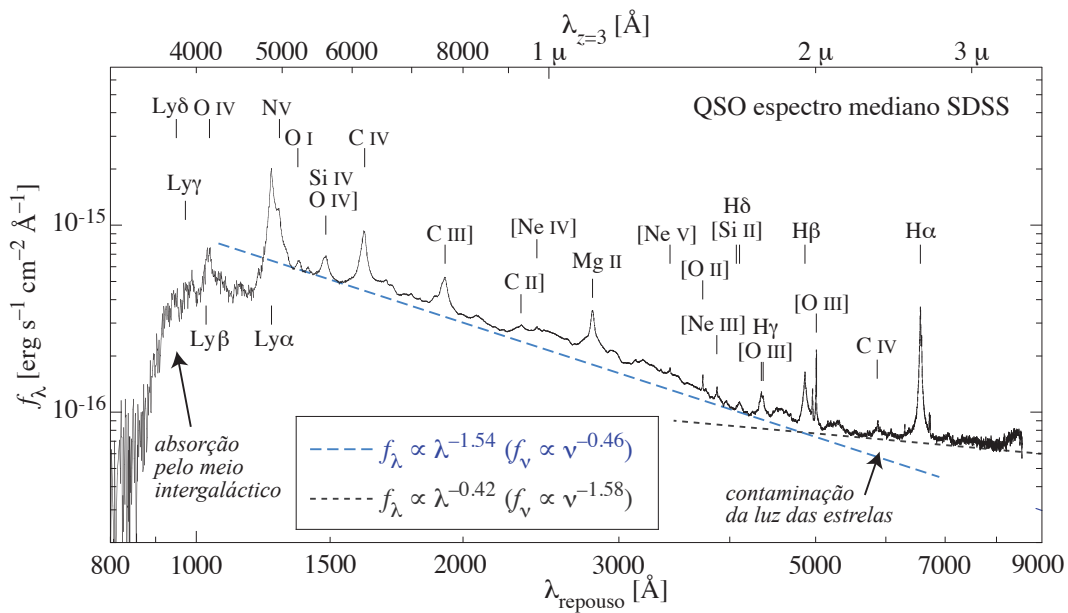 λz=3 [Å]
4000 5000 6000 8000 1 μ 2 μ 3 μ
QSO espectro mediano SDSS
Lyδ O IV NV
O I C IV
Lyγ
Si IV
O IV]
C III]
[Ne IV]
C II]
Mg II
[Ne V]
[O II]
[Ne III]
Hδ
[Si II]
Hγ
[O III]
Hβ
[O III]
C IV
Hα
Lyβ Lyα
10-15
10-16
fλ [erg s−1 cm−2 Å−1]
absorção
pelo meio
intergaláctico
fλ ∝ λ−1.54 (fν ∝ ν−0.46)
fλ ∝ λ−0.42 (fν ∝ ν−1.58)
contaminação
da luz das estrelas
800 1000 1500 2000 3000 5000 7000 9000
λrepouso [Å]